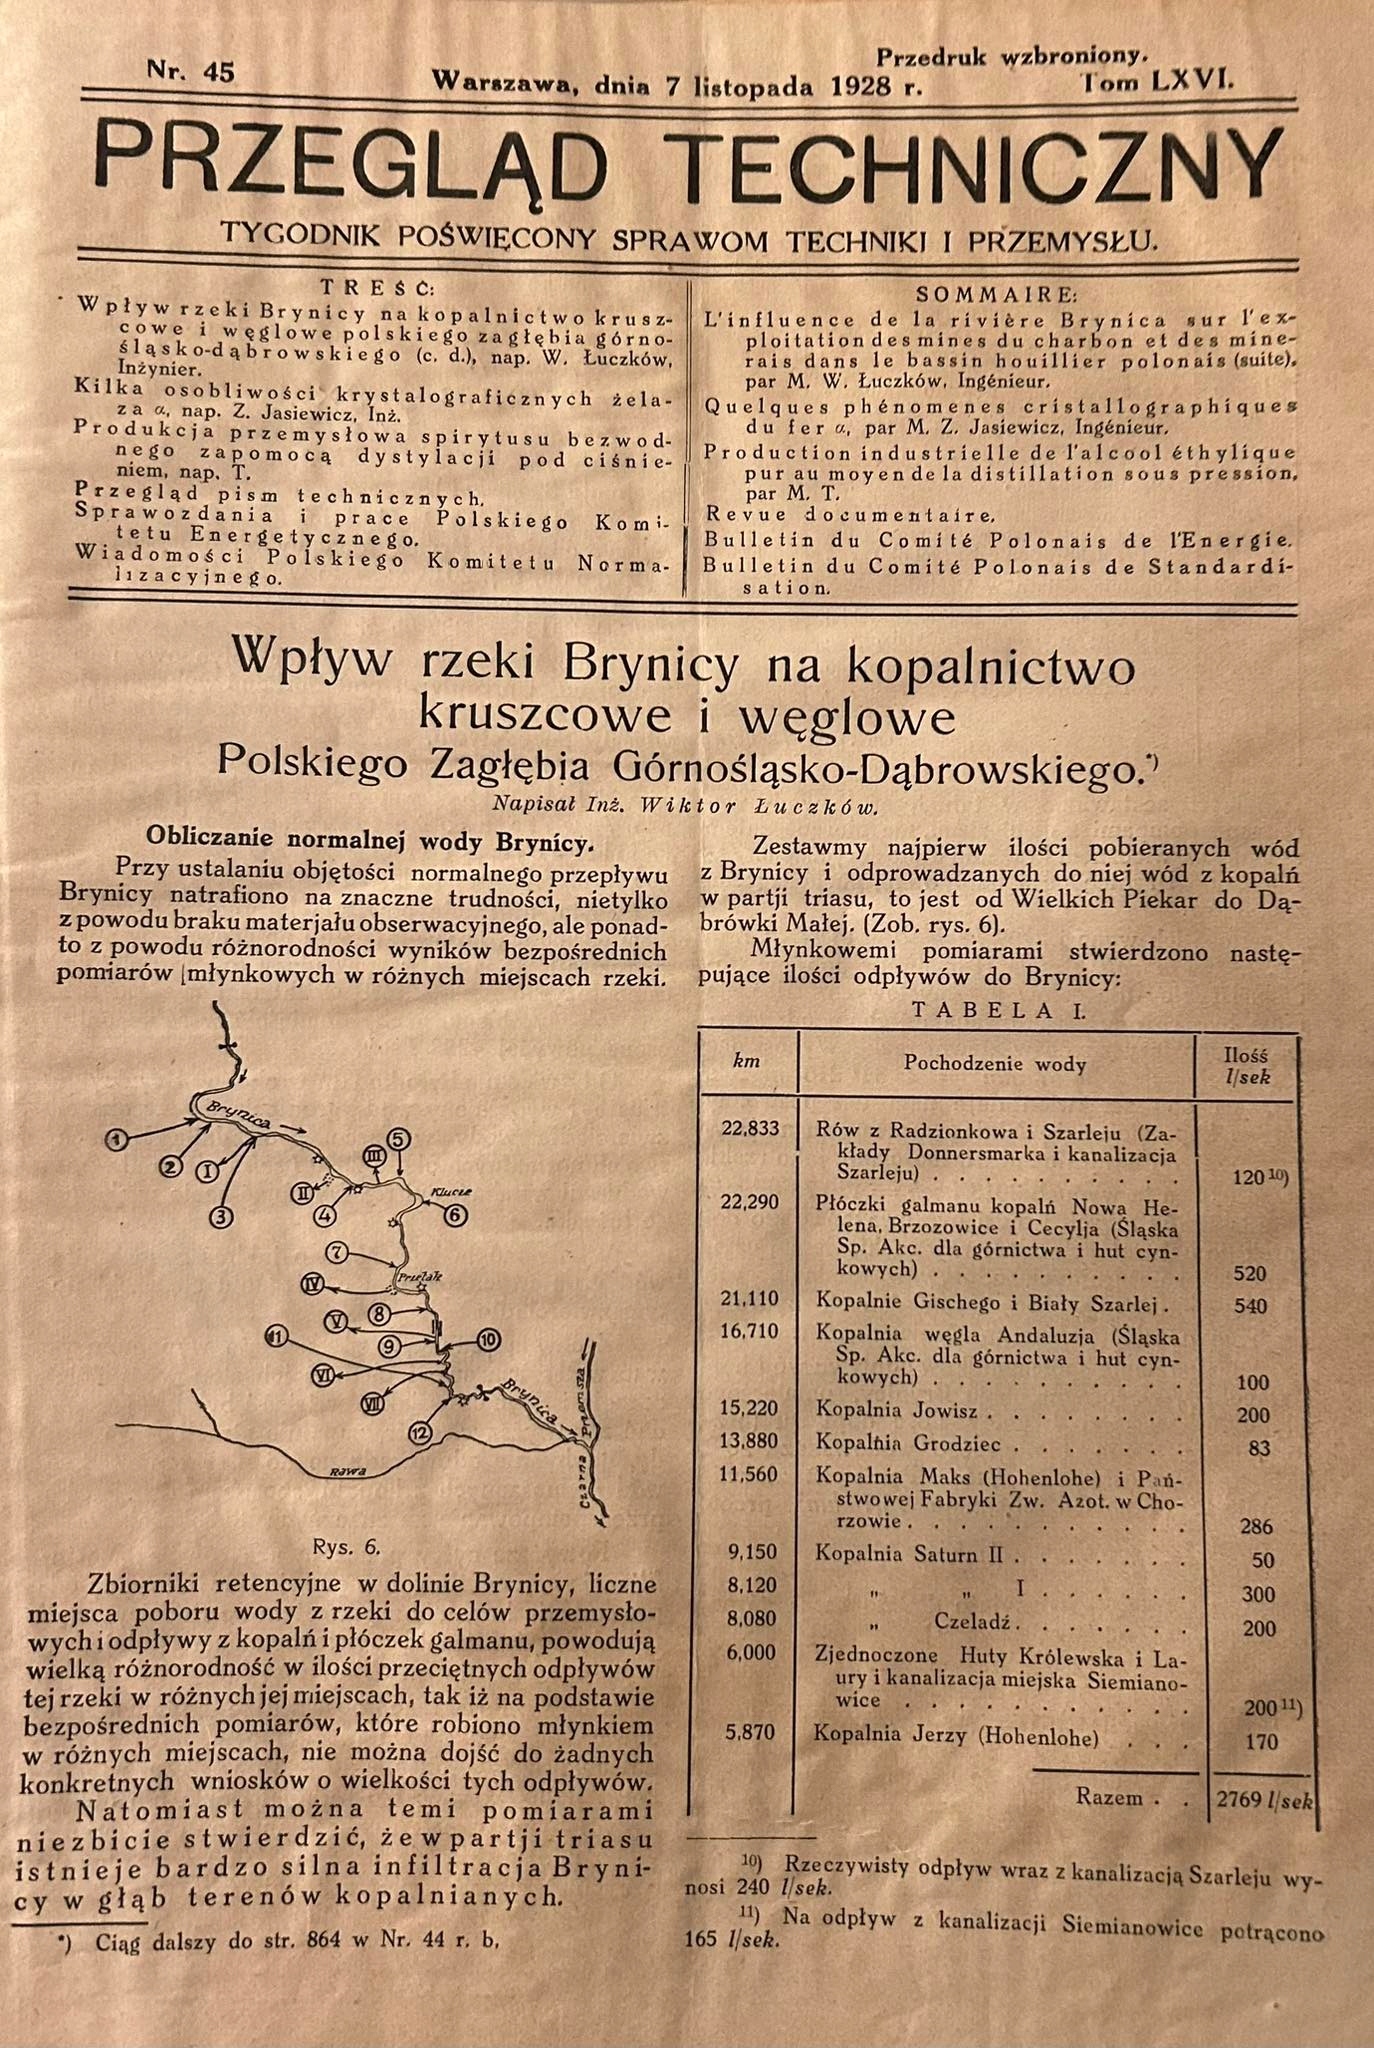 Nr. 45
Przedruk wzbroniony.
Warszawa, dnia 7 listopada 1928 r.
Tom LXVI.
PRZEGLĄD TECHNICZNY
TYGODNIK POŚWIĘCONY SPRAWOM TECHNIKI I PRZEMYSŁU.
TREŚĆ:
Wpływ rzeki Brynicy na kopalnictwo krusz-
cowe i węglowe polskiego zagłębia górno-
śląsko-dąbrowskiego (c. d.), nap. W. Łuczków,
Inżynier.
Kilka osobliwości krystalograficznych żela-
za α, nap. Z. Jasiewicz, Inż.
Produkcja przemysłowa spirytusu bezwod-
nego zapomocą dystylacji pod ciśnie-
niem, nap. T.
Przegląd pism technicznych.
Sprawozdania i prace Polskiego Komi-
tetu Energetycznego.
Wiadomości Polskiego Komitetu Norma-
lizacyjnego.
SOMMAIRE:
L'influence de la rivière Brynica sur l'ex-
ploitation des mines du charbon et des mine-
rais dans le bassin houillier polonais (suite),
par M. W. Łuczków, Ingénieur.
Quelques phénomenes cristallographiques
du fer α, par M. Z. Jasiewicz, Ingénieur.
Production industrielle de l'alcool éthylique
pur au moyen de la distillation sous pression,
par M. T.
Revue documentaire.
Bulletin du Comité Polonais de l'Energie.
Bulletin du Comité Polonais de Standardi-
sation.
Wpływ rzeki Brynicy na kopalnictwo
kruszcowe i węglowe
Polskiego Zagłębia Górnośląsko-Dąbrowskiego.*)
Napisał Inż. Wiktor Łuczków.
Obliczanie normalnej wody Brynicy.
Przy ustalaniu objętości normalnego przepływu
Brynicy natrafiono na znaczne trudności, nietylko
z powodu braku materjału obserwacyjnego, ale ponad-
to z powodu różnorodności wyników bezpośrednich
pomiarów młynkowych w różnych miejscach rzeki.
Brynica
1
2
I
3
II
4
III
5
Klucze
6
7
IV
Przełajk
8
V
9
10
11
VI
VII
12
Brynica
Czarna Przemsza
Rawa
Rys. 6.
Zbiorniki retencyjne w dolinie Brynicy, liczne
miejsca poboru wody z rzeki do celów przemysło-
wych i odpływy z kopalń i płóczek galmanu, powodują
wielką różnorodność w ilości przeciętnych odpływów
tej rzeki w różnych jej miejscach, tak iż na podstawie
bezpośrednich pomiarów, które robiono młynkiem
w różnych miejscach, nie można dojść do żadnych
konkretnych wniosków o wielkości tych odpływów.
Natomiast można temi pomiarami
niezbicie stwierdzić, że w partji triasu
istnieje bardzo silna infiltracja Bryni-
cy w głąb terenów kopalnianych.
*) Ciąg dalszy do str. 864 w Nr. 44 r. b,
Zestawmy najpierw ilości pobieranych wód
z Brynicy i odprowadzanych do niej wód z kopalń
w partji triasu, to jest od Wielkich Piekar do Dą-
brówki Małej. (Zob. rys. 6).
Młynkowemi pomiarami stwierdzono nastę-
pujące ilości odpływów do Brynicy:
TABELA I.
km Pochodzenie wody Ilość
l/sek
22,833 Rów z Radzionkowa i Szarleju (Za-
kłady Donnersmarka i kanalizacja
Szarleju) . . . . . . . . . . 120 10)
22,290 Płóczki galmanu kopalń Nowa He-
lena, Brzozowice i Cecylja (Śląska
Sp. Akc. dla górnictwa i hut cyn-
kowych) . . . . . . . . . . 520
21,110 Kopalnie Gischego i Biały Szarlej . 540
16,710 Kopalnia węgla Andaluzja (Śląska
Sp. Akc. dla górnictwa i hut cyn-
kowych) . . . . . . . . . . 100
15,220 Kopalnia Jowisz . . . . . . . 200
13,880 Kopalnia Grodziec . . . . . . 83
11,560 Kopalnia Maks (Hohenlohe) i Pań-
stwowej Fabryki Zw. Azot. w Cho-
rzowie . . . . . . . . . . . 286
9,150 Kopalnia Saturn II . . . . . . 50
8,120 „ „ I . . . . . . 300
8,080 „ Czeladź . . . . . . 200
6,000 Zjednoczone Huty Królewska i La-
ury i kanalizacja miejska Siemiano-
wice . . . . . . . . . . . 200 11)
5,870 Kopalnia Jerzy (Hohenlohe) . . . 170
Razem . . 2769 l/sek
10) Rzeczywisty odpływ wraz z kanalizacją Szarleju wy-
nosi 240 l/sek.
11) Na odpływ z kanalizacji Siemianowice potrącono
165 l/sek.